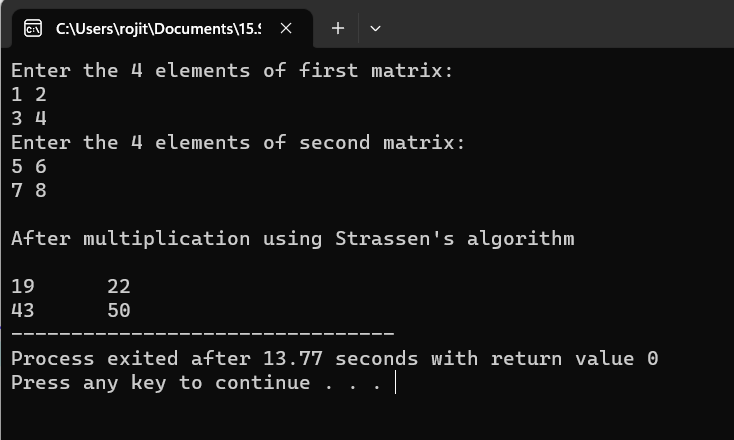 C:\Users\rojit\Documents\15.S
Enter the 4 elements of first matrix:
1 2
3 4
Enter the 4 elements of second matrix:
5 6
7 8
After multiplication using Strassen's algorithm
19      22
43      50
--------------------------------
Process exited after 13.77 seconds with return value 0
Press any key to continue . . .